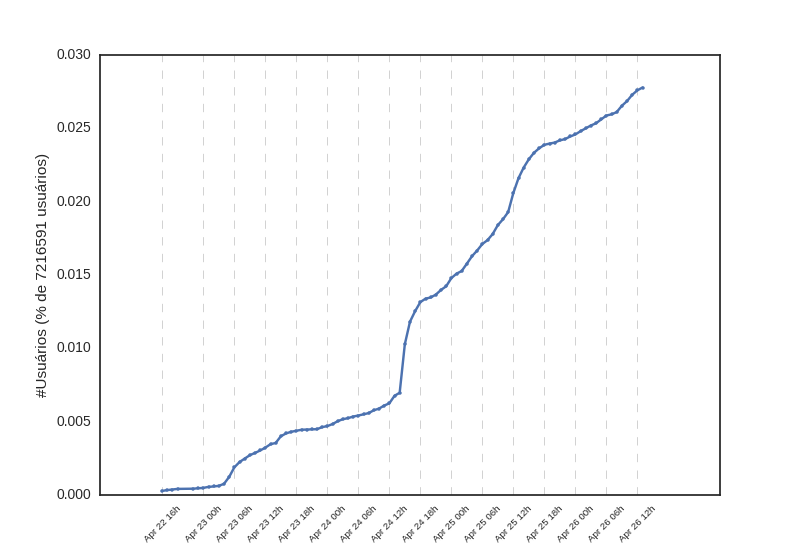 0.030
0.025
0.020
0.015
0.010
0.005
0.000
#Usuários (% de 7216591 usuários)
Apr 22 16h
Apr 23 00h
Apr 23 06h
Apr 23 12h
Apr 23 18h
Apr 24 00h
Apr 24 06h
Apr 24 12h
Apr 24 18h
Apr 25 00h
Apr 25 06h
Apr 25 12h
Apr 25 18h
Apr 26 00h
Apr 26 06h
Apr 26 12h